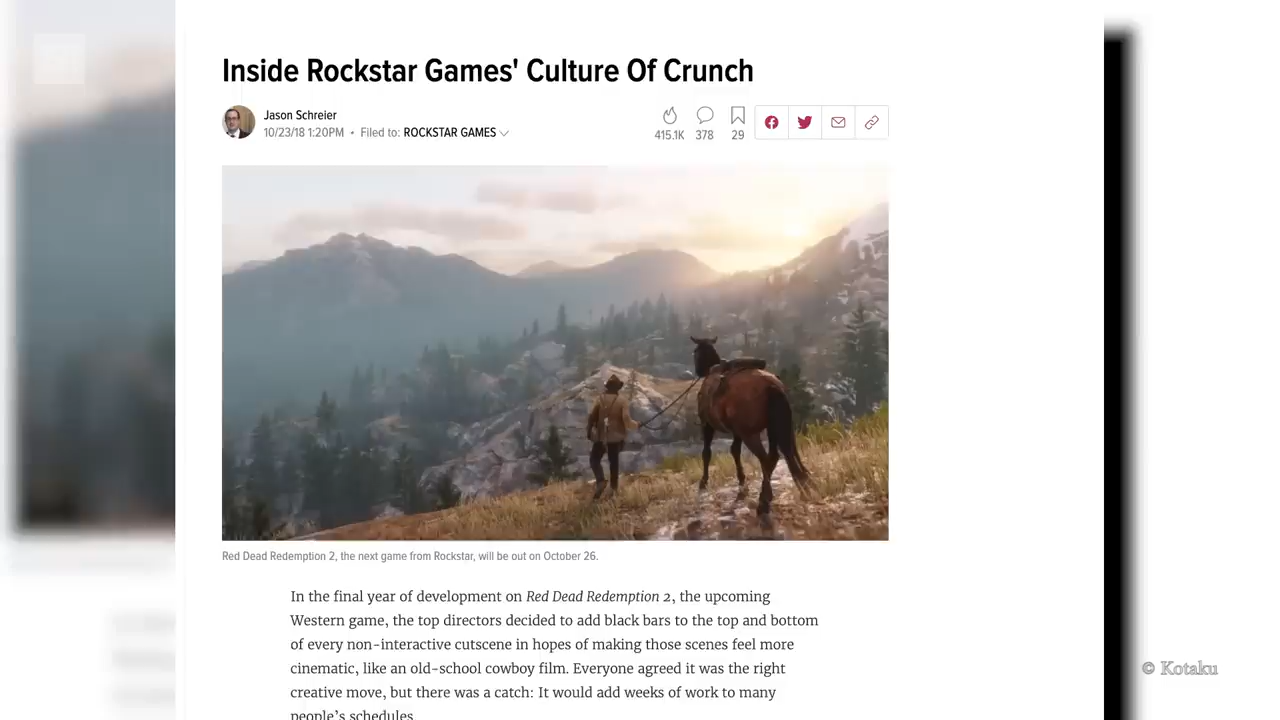 Inside Rockstar Games' Culture Of Crunch
Jason Schreier
10/23/18 1:20PM • Filed to: ROCKSTAR GAMES
415.1K 378 29
Red Dead Redemption 2, the next game from Rockstar, will be out on October 26.
In the final year of development on Red Dead Redemption 2, the upcoming
Western game, the top directors decided to add black bars to the top and bottom
of every non-interactive cutscene in hopes of making those scenes feel more
cinematic, like an old-school cowboy film. Everyone agreed it was the right
creative move, but there was a catch: It would add weeks of work to many
people's schedules.
© Kotaku